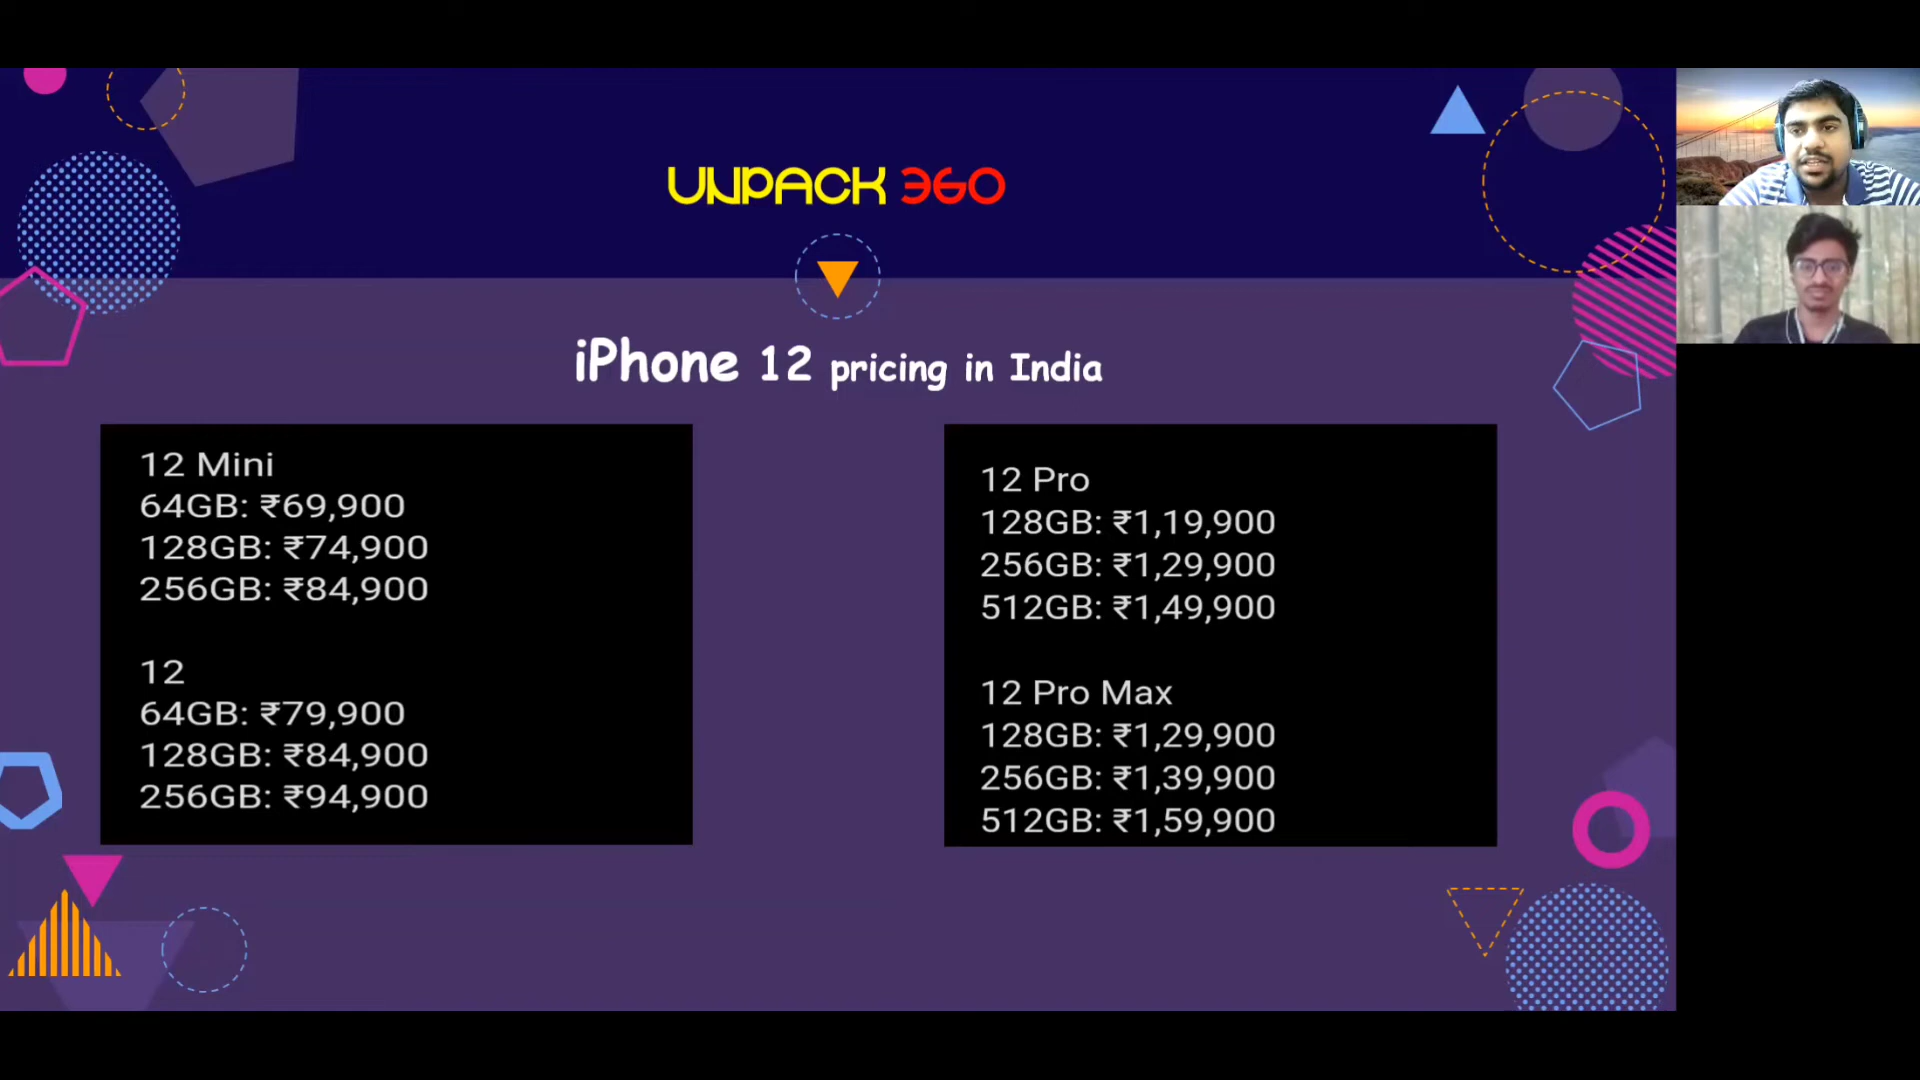 UNPACK 360
iPhone 12 pricing in India
12 Mini
64GB: ₹69,900
128GB: ₹74,900
256GB: ₹84,900
12
64GB: ₹79,900
128GB: ₹84,900
256GB: ₹94,900
12 Pro
128GB: ₹1,19,900
256GB: ₹1,29,900
512GB: ₹1,49,900
12 Pro Max
128GB: ₹1,29,900
256GB: ₹1,39,900
512GB: ₹1,59,900